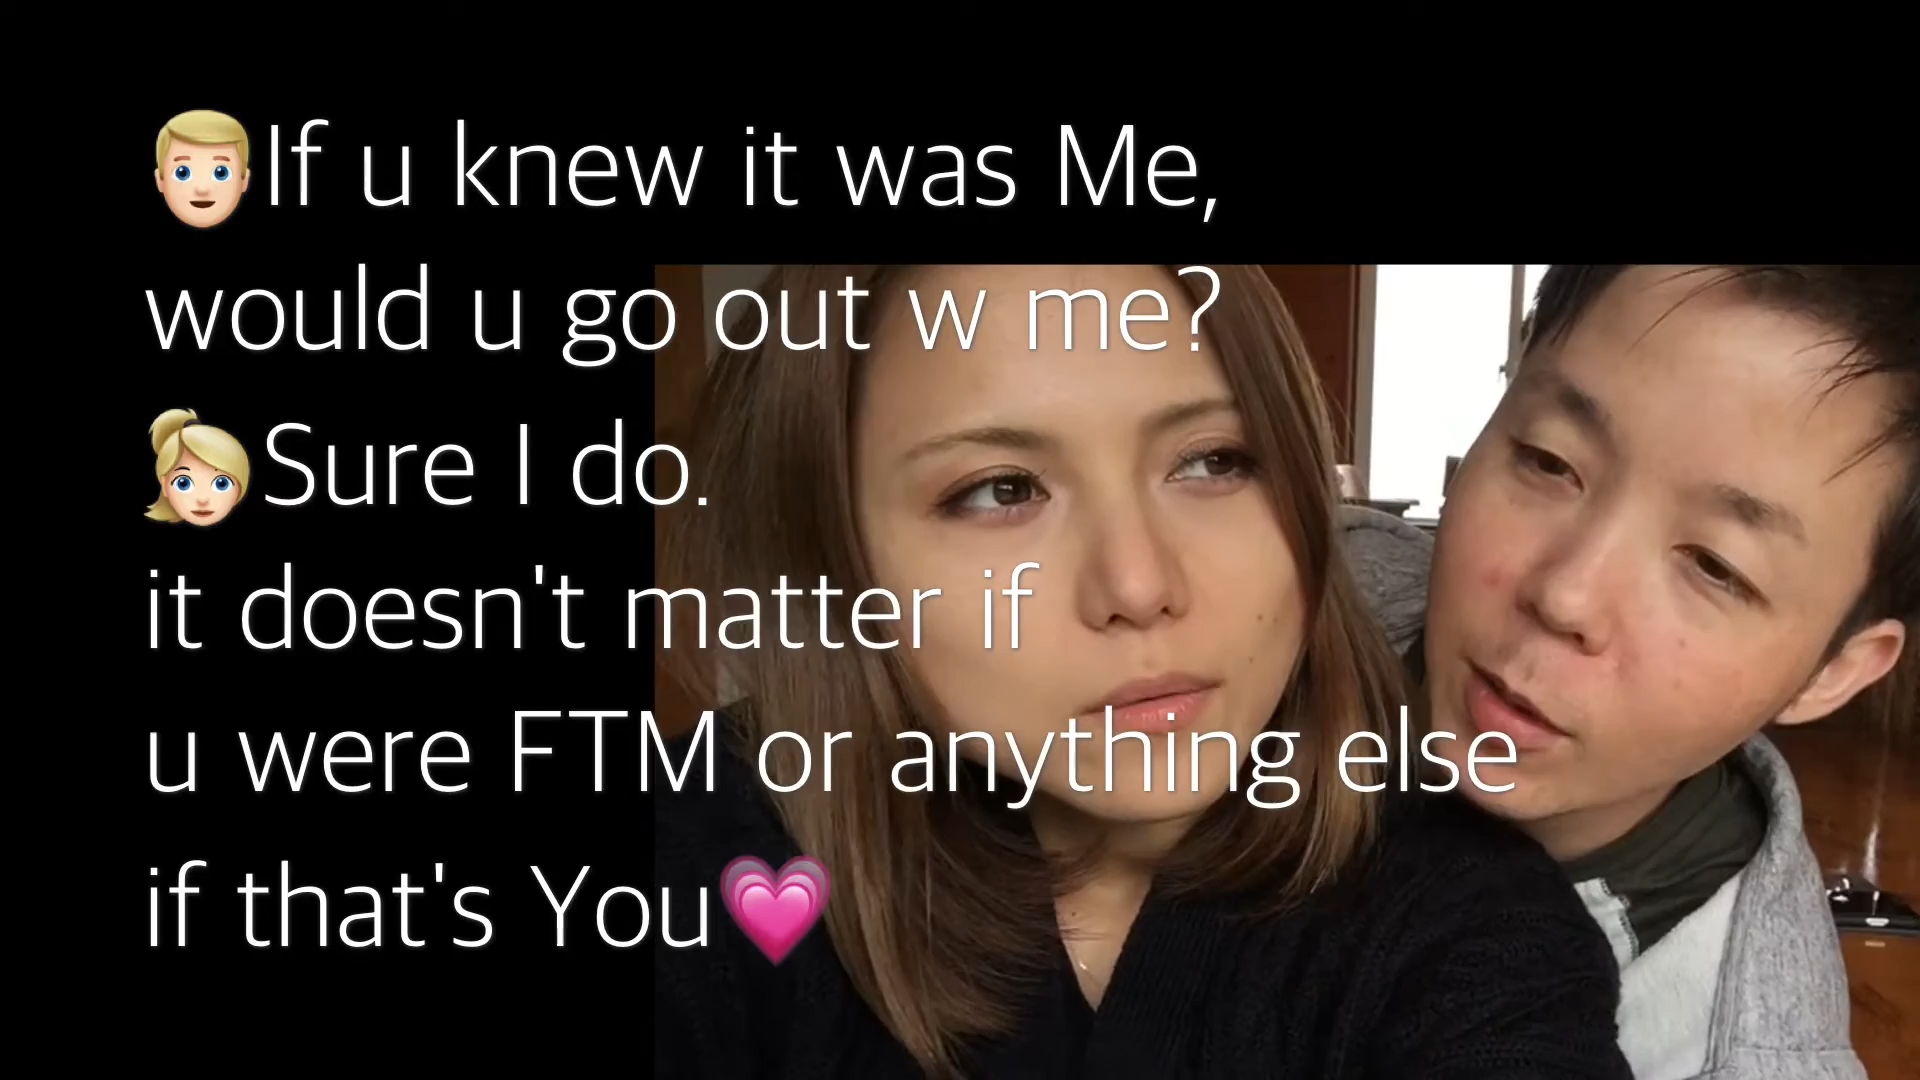 👱🏻‍♂️If u knew it was Me,
would u go out w me?
👱🏻‍♀️Sure I do.
it doesn't matter if
u were FTM or anything else
if that's You💗